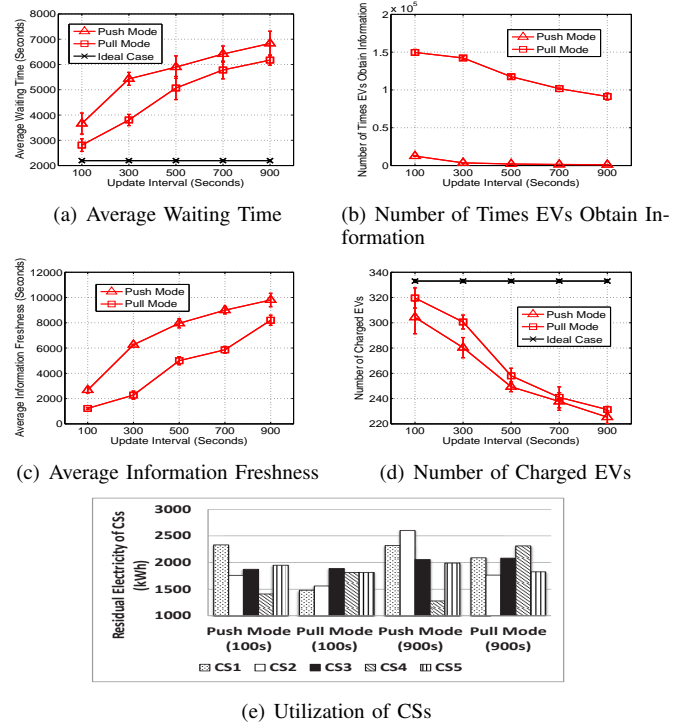 8000
7000
6000
5000
4000
3000
2000
Average Waiting Time (Seconds)
Push Mode
Pull Mode
Ideal Case
100 300 500 700 900
Update Interval (Seconds)
(a) Average Waiting Time
x 10^5
2
1.5
1
0.5
0
Number of Times EVs Obtain Information
Push Mode
Pull Mode
100 300 500 700 900
Update Interval (Seconds)
(b) Number of Times EVs Obtain In-
formation
12000
10000
8000
6000
4000
2000
0
Average Information Freshness (Seconds)
Push Mode
Pull Mode
100 300 500 700 900
Update Interval (Seconds)
(c) Average Information Freshness
340
320
300
280
260
240
220
Number of Charged EVs
Push Mode
Pull Mode
Ideal Case
100 300 500 700 900
Update Interval (Seconds)
(d) Number of Charged EVs
Residual Electricity of CSs
(kWh)
3000
2500
2000
1500
1000
Push Mode Pull Mode Push Mode Pull Mode
(100s) (100s) (900s) (900s)
CS1 CS2 CS3 CS4 CS5
(e) Utilization of CSs